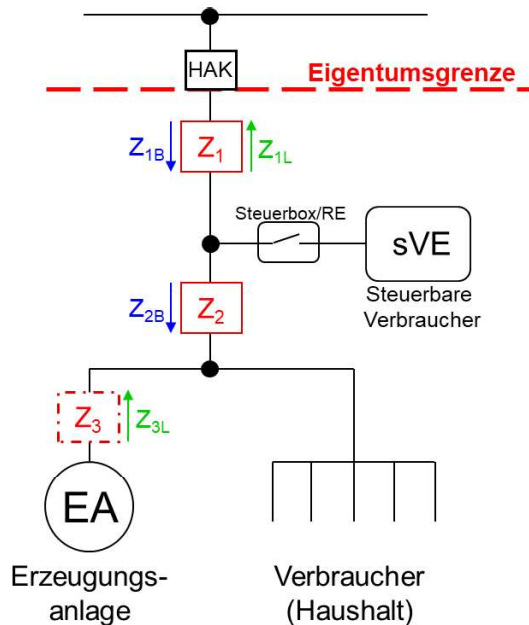 HAK
Eigentumsgrenze
Z1B
Z1
Z1L
Steuerbox/RE
sVE
Steuerbare
Verbraucher
Z2B
Z2
Z3
Z3L
EA
Erzeugungs-
anlage
Verbraucher
(Haushalt)